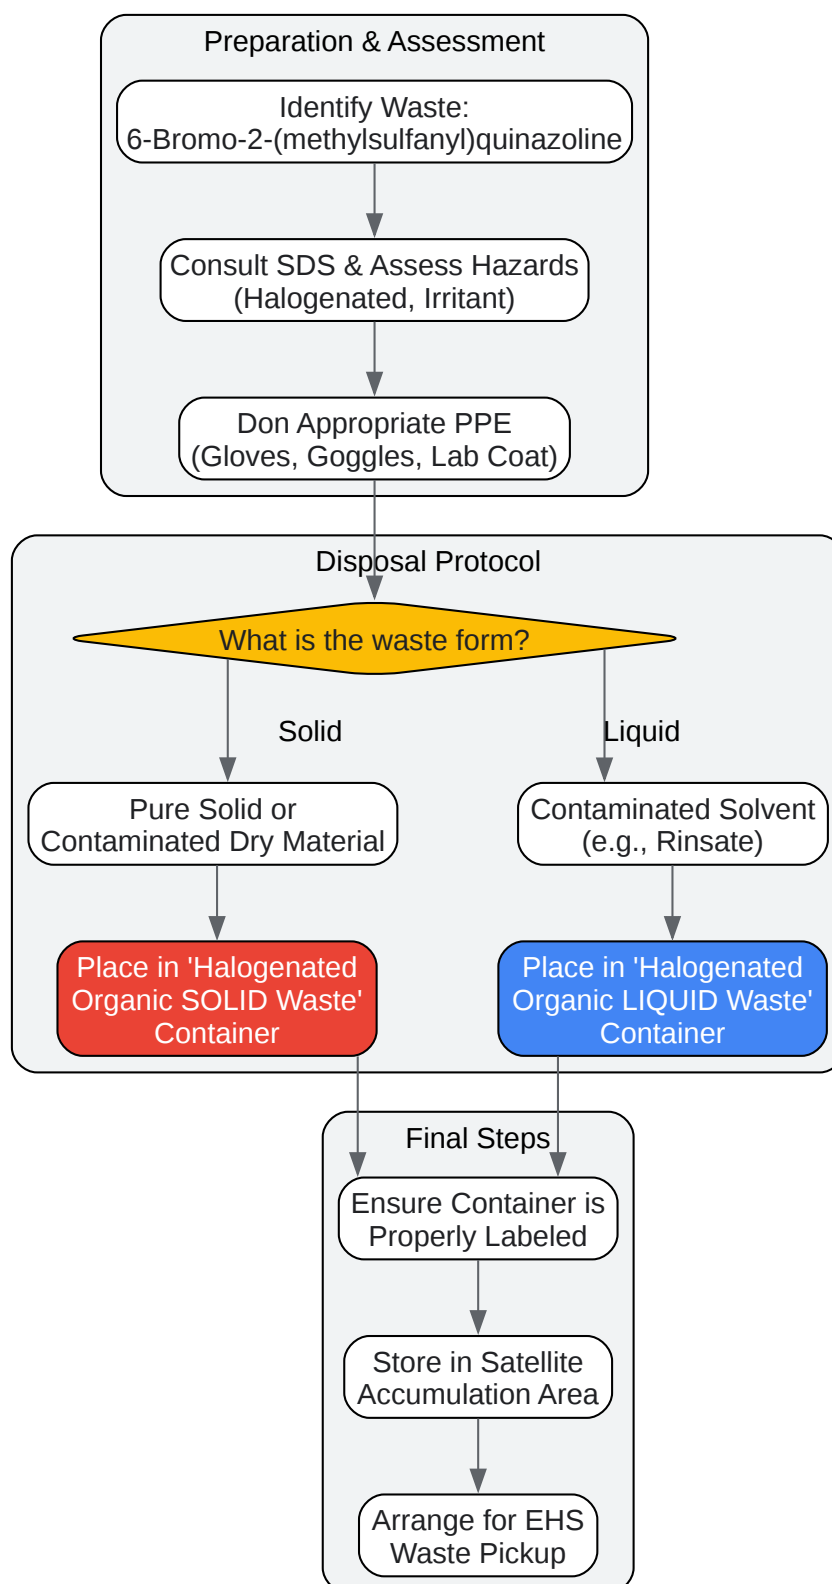 Preparation & Assessment
Identify Waste:
6-Bromo-2-(methylsulfanyl)quinazoline
Consult SDS & Assess Hazards
(Halogenated, Irritant)
Don Appropriate PPE
(Gloves, Goggles, Lab Coat)
Disposal Protocol
What is the waste form?
Solid
Liquid
Pure Solid or
Contaminated Dry Material
Contaminated Solvent
(e.g., Rinsate)
Place in 'Halogenated
Organic SOLID Waste'
Container
Place in 'Halogenated
Organic LIQUID Waste'
Container
Final Steps
Ensure Container is
Properly Labeled
Store in Satellite
Accumulation Area
Arrange for EHS
Waste Pickup